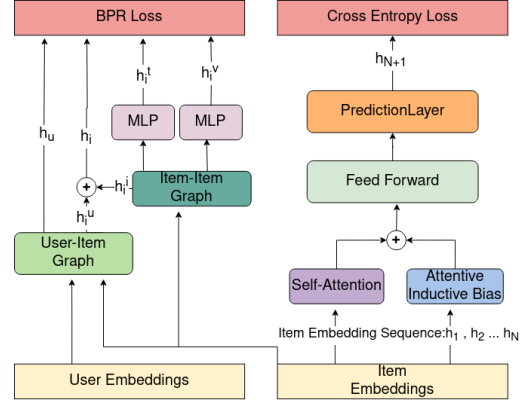 BPR Loss
Cross Entropy Loss
h_i^t
h_i^v
h_{N+1}
MLP
MLP
PredictionLayer
h_u
h_i
h_i^i
Item-Item
Graph
Feed Forward
+
h_i^u
+
User-Item
Graph
Self-Attention
Attentive
Inductive Bias
Item Embedding Sequence:h_1 , h_2 ... h_N
User Embeddings
Item
Embeddings